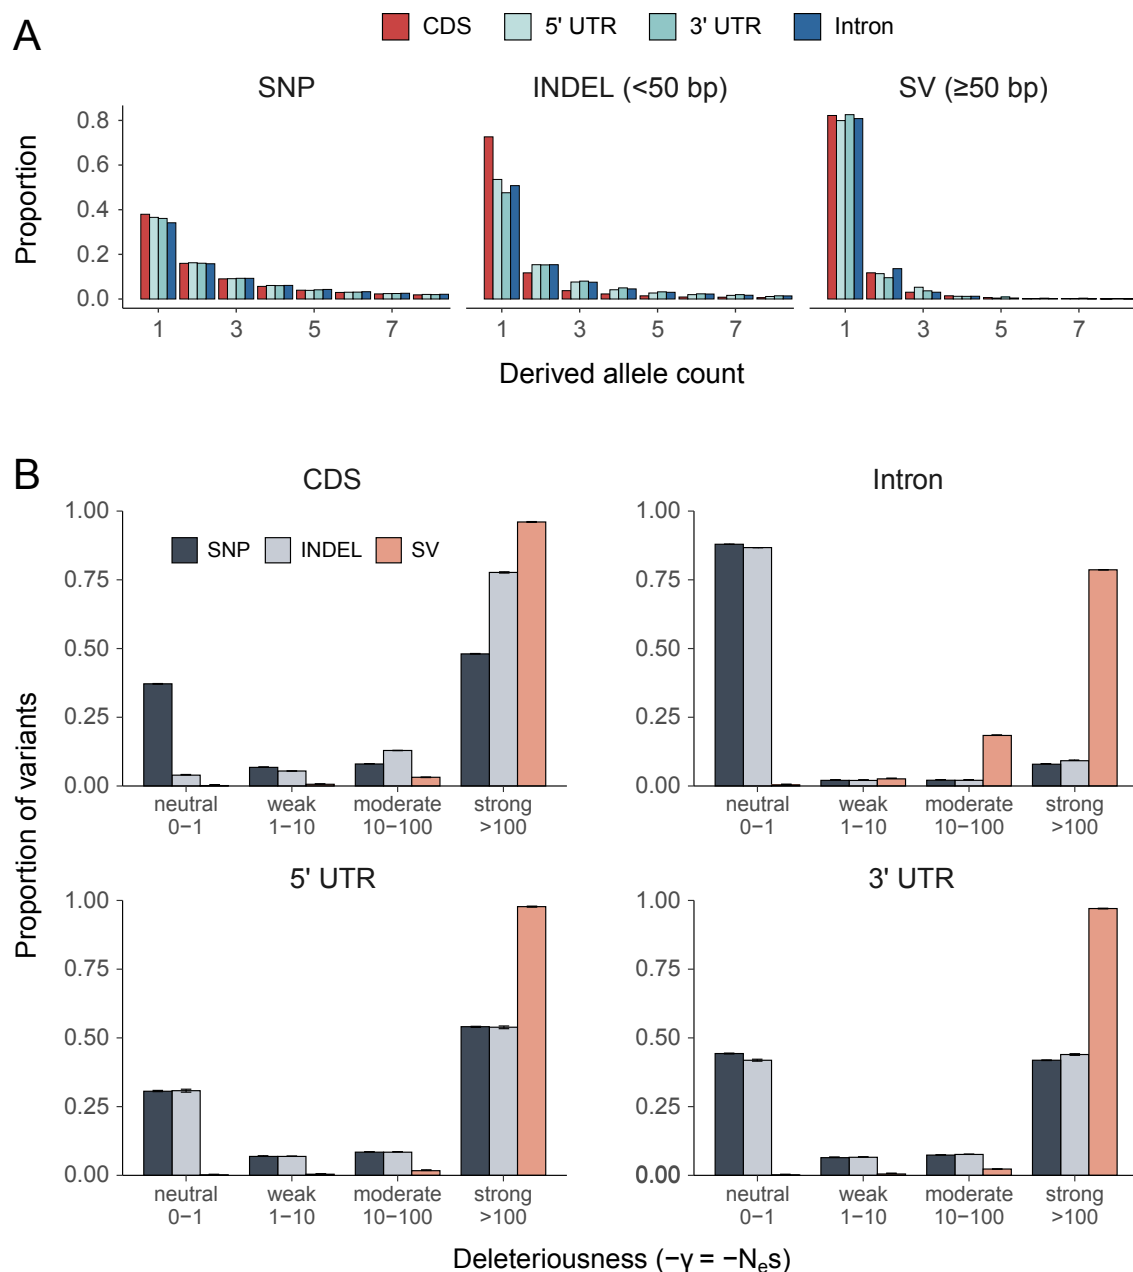 A
CDS 5' UTR 3' UTR Intron
SNP INDEL (<50 bp) SV (≥50 bp)
Proportion
0.8
0.6
0.4
0.2
0.0
1 3 5 7 1 3 5 7 1 3 5 7
Derived allele count
B
CDS Intron
Proportion of variants
1.00 1.00
SNP INDEL SV
0.75 0.75
0.50 0.50
0.25 0.25
0.00 0.00
neutral weak moderate strong neutral weak moderate strong
0−1 1−10 10−100 >100 0−1 1−10 10−100 >100
5' UTR 3' UTR
1.00 1.00
0.75 0.75
0.50 0.50
0.25 0.25
0.00 0.00
neutral weak moderate strong neutral weak moderate strong
0−1 1−10 10−100 >100 0−1 1−10 10−100 >100
Deleteriousness (−γ = −Nₑs)